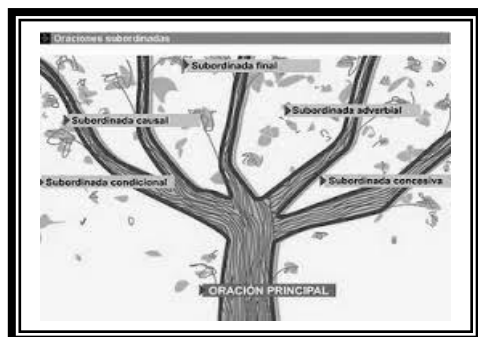 Oraciones subordinadas
Subordinada final
Subordinada adverbial
Subordinada causal
Subordinada condicional
Subordinada concesiva
ORACIÓN PRINCIPAL